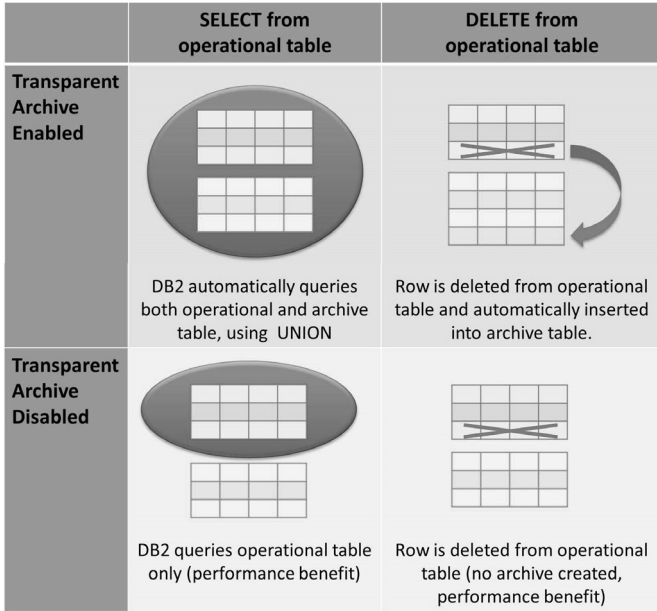 SELECT from
operational table
DELETE from
operational table
Transparent
Archive
Enabled
DB2 automatically queries
both operational and archive
table, using UNION
Row is deleted from operational
table and automatically inserted
into archive table.
Transparent
Archive
Disabled
DB2 queries operational table
only (performance benefit)
Row is deleted from operational
table (no archive created,
performance benefit)